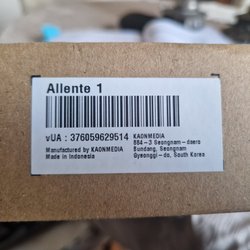 Allente 1
vUA : 376059629514
Manufactured by KAONMEDIA
Made in Indonesia
KAONMEDIA
884-3 Seongnam-daero
Bundang, Seongnam
Gyeonggi-do, South Korea